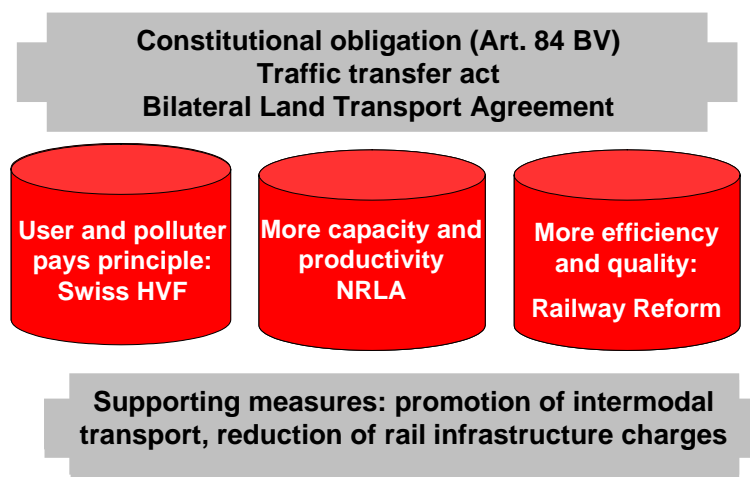 Constitutional obligation (Art. 84 BV)
Traffic transfer act
Bilateral Land Transport Agreement
User and polluter
pays principle:
Swiss HVF
More capacity and
productivity
NRLA
More efficiency
and quality:
Railway Reform
Supporting measures: promotion of intermodal
transport, reduction of rail infrastructure charges